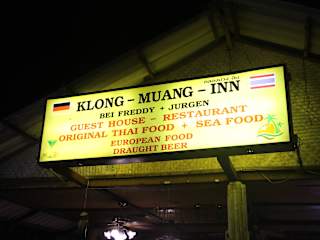 KLONG - MUANG - INN
BEI FREDDY + JURGEN
GUEST HOUSE - RESTAURANT
ORIGINAL THAI FOOD + SEA FOOD
EUROPEAN FOOD
DRAUGHT BEER